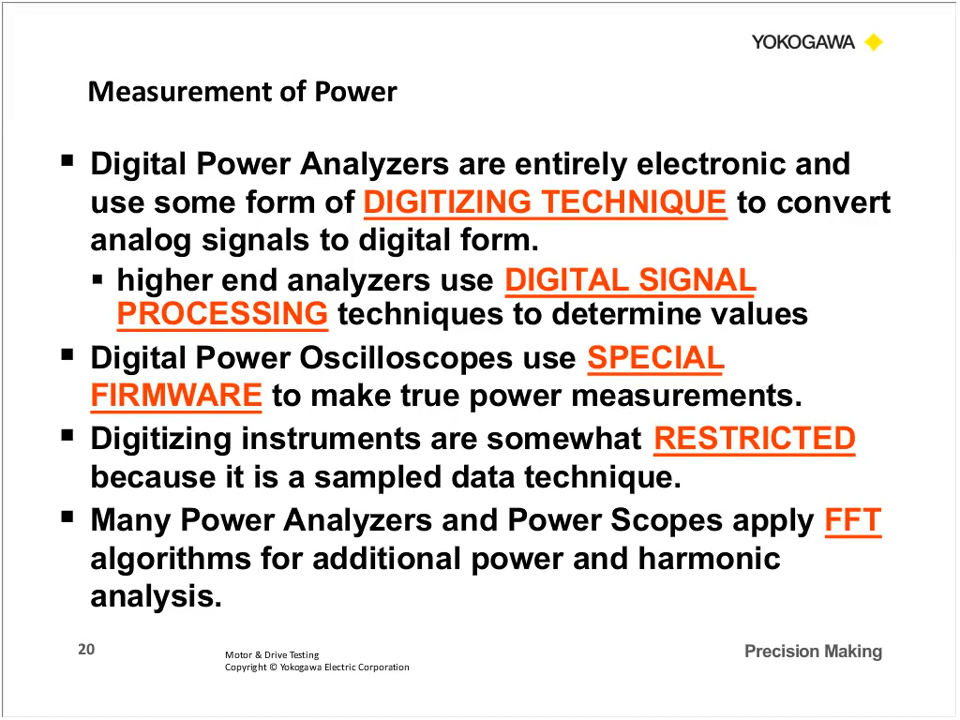 YOKOGAWA
Measurement of Power
▪ Digital Power Analyzers are entirely electronic and
use some form of DIGITIZING TECHNIQUE to convert
analog signals to digital form.
▪ higher end analyzers use DIGITAL SIGNAL
PROCESSING techniques to determine values
▪ Digital Power Oscilloscopes use SPECIAL
FIRMWARE to make true power measurements.
▪ Digitizing instruments are somewhat RESTRICTED
because it is a sampled data technique.
▪ Many Power Analyzers and Power Scopes apply FFT
algorithms for additional power and harmonic
analysis.
20
Motor & Drive Testing
Copyright © Yokogawa Electric Corporation
Precision Making